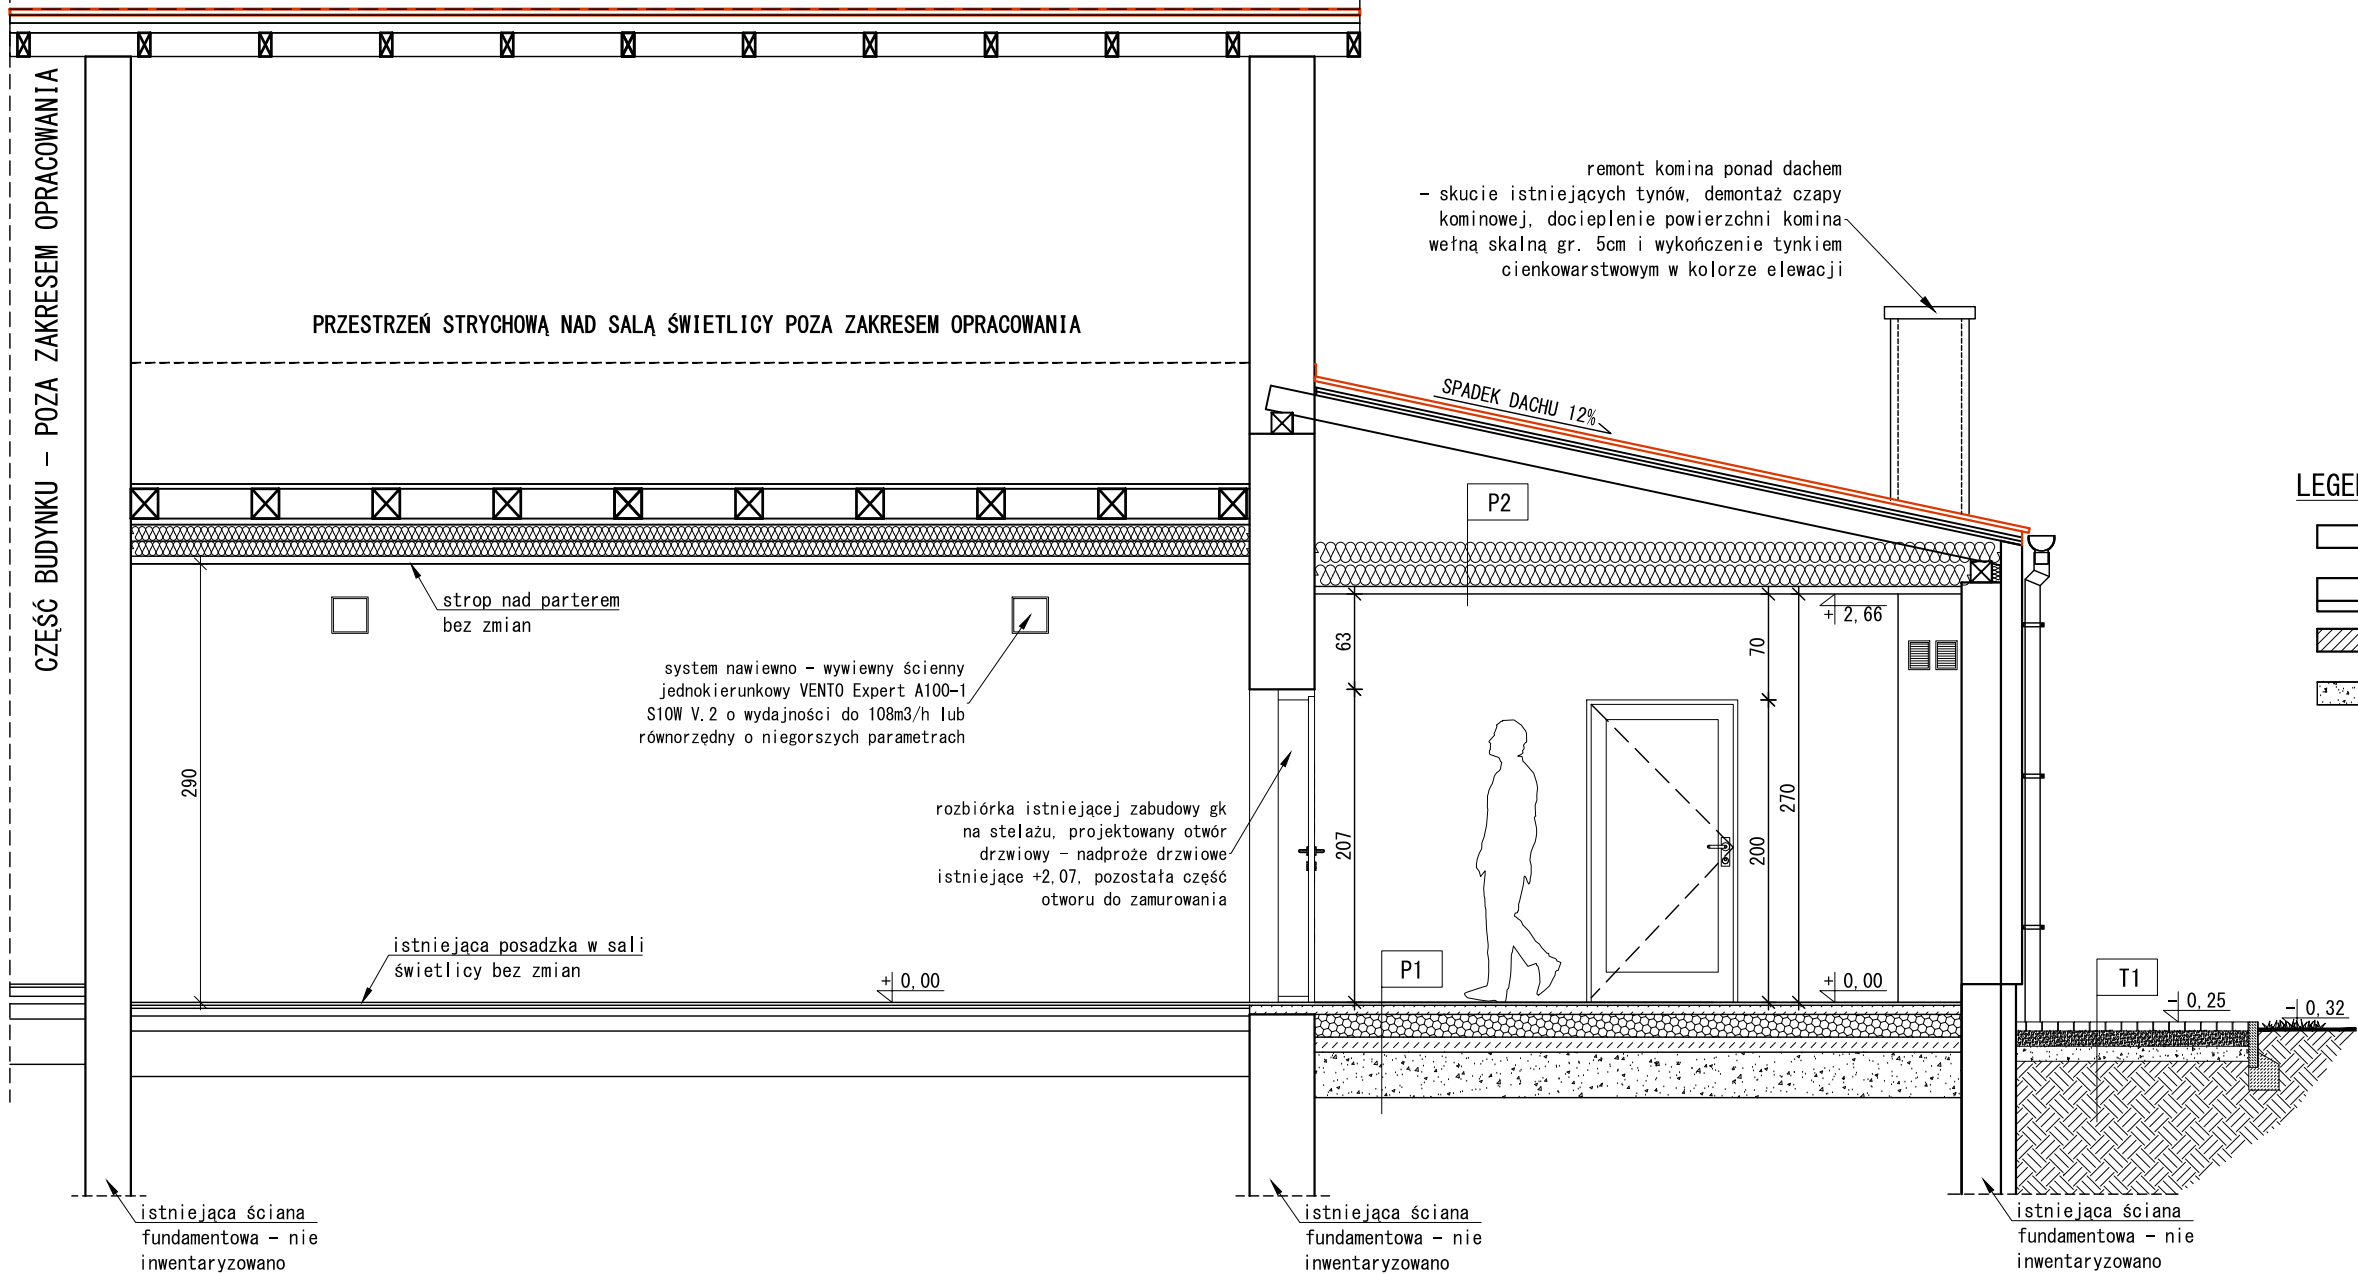 CZĘŚĆ BUDYNKU - POZA ZAKRESEM OPRACOWANIA
PRZESTRZEŃ STRYCHOWĄ NAD SALĄ ŚWIETLICY POZA ZAKRESEM OPRACOWANIA
remont komina ponad dachem
- skucie istniejących tynów, demontaż czapy
kominowej, docieplenie powierzchni komina
wełną skalną gr. 5cm i wykończenie tynkiem
cienkowarstwowym w kolorze elewacji
SPADEK DACHU 12%
P2
LEGE
strop nad parterem
bez zmian
system nawiewno - wywiewny ścienny
jednokierunkowy VENTO Expert A100-1
S10W V.2 o wydajności do 108m3/h lub
równorzędny o niegorszych parametrach
290
63
207
70
200
270
+ 2,66
rozbiórka istniejącej zabudowy gk
na stelażu, projektowany otwór
drzwiowy - nadproże drzwiowe
istniejące +2,07, pozostała część
otworu do zamurowania
istniejąca posadzka w sali
świetlicy bez zmian
+ 0,00
P1
+ 0,00
T1
- 0,25
- 0,32
istniejąca ściana
fundamentowa - nie
inwentaryzowano
istniejąca ściana
fundamentowa - nie
inwentaryzowano
istniejąca ściana
fundamentowa - nie
inwentaryzowano